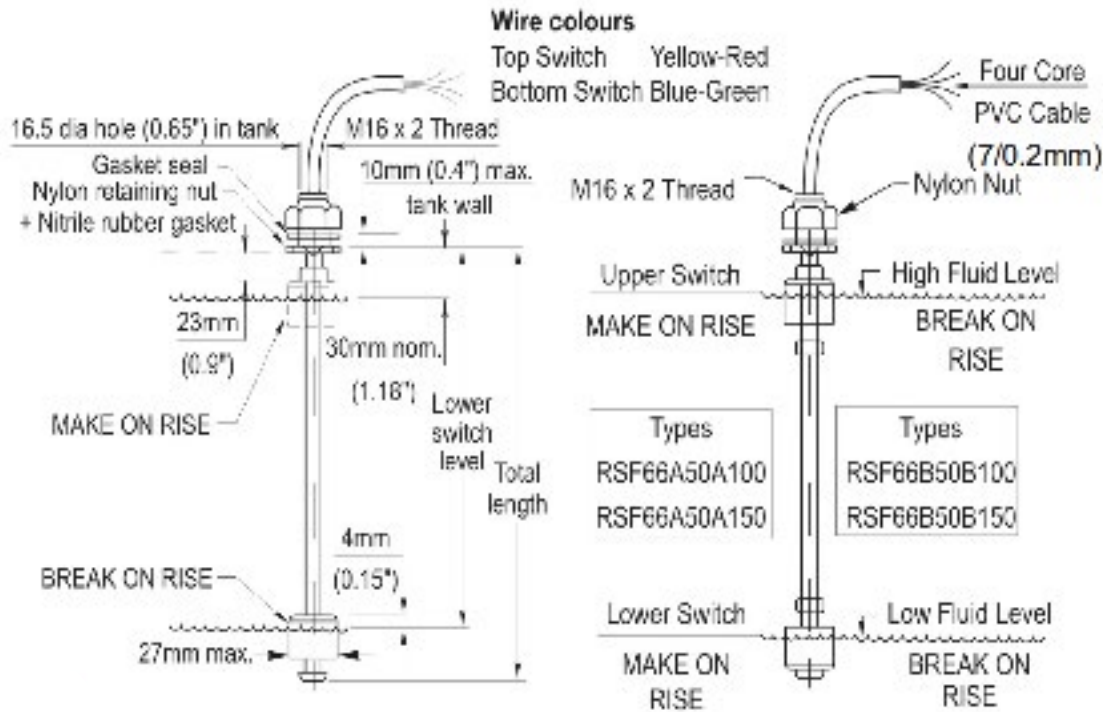 Wire colours
Top Switch Yellow-Red
Bottom Switch Blue-Green
16.5 dia hole (0.65") in tank
M16 x 2 Thread
Gasket seal
Nylon retaining nut
+ Nitrile rubber gasket
10mm (0.4") max.
tank wall
23mm
(0.9")
30mm nom.
(1.18")
MAKE ON RISE
Lower
switch
level
Total
length
4mm
(0.15")
BREAK ON RISE
27mm max.
Four Core
PVC Cable
(7/0.2mm)
M16 x 2 Thread
Nylon Nut
Upper Switch
High Fluid Level
MAKE ON RISE
BREAK ON
RISE
Types
RSF66A50A100
RSF66A50A150
Types
RSF66B50B100
RSF66B50B150
Lower Switch
Low Fluid Level
MAKE ON
RISE
BREAK ON
RISE